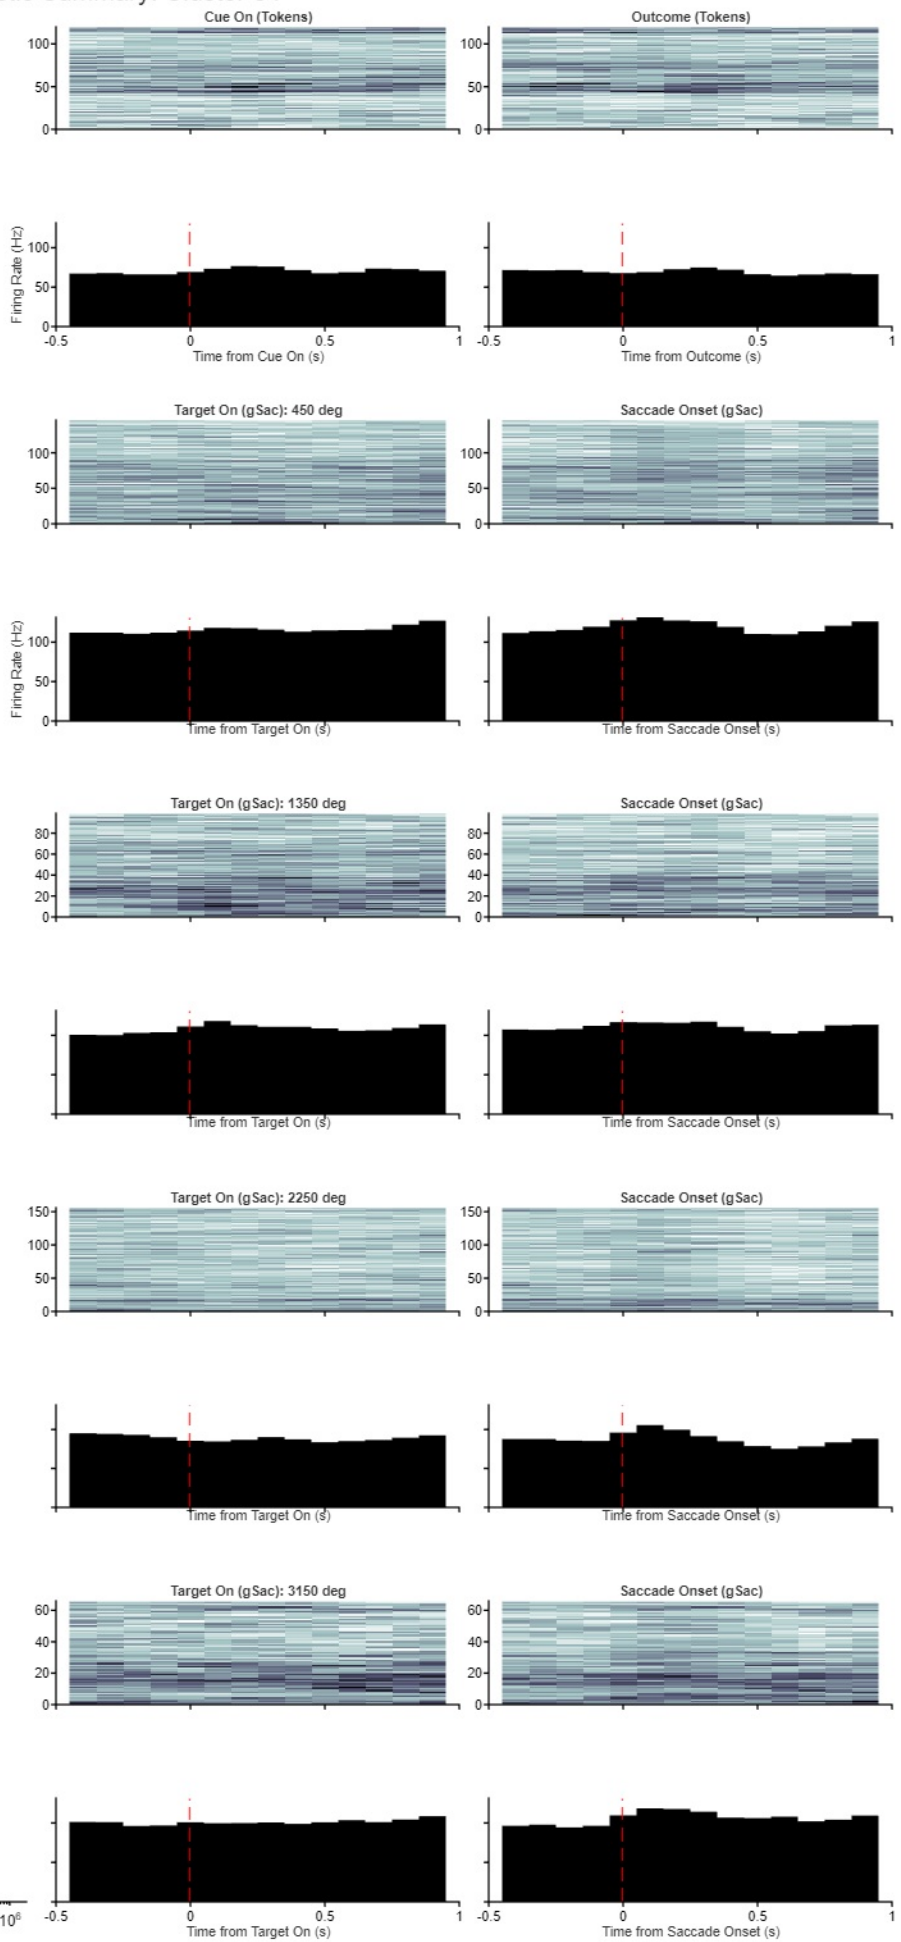 Cue On (Tokens)
Outcome (Tokens)
100
50
0
100
50
0
Firing Rate (Hz)
100
50
0
-0.5 0 0.5 1
Time from Cue On (s)
-0.5 0 0.5 1
Time from Outcome (s)
Target On (gSac): 450 deg
Saccade Onset (gSac)
100
50
0
100
50
0
Firing Rate (Hz)
100
50
0
Time from Target On (s)
Time from Saccade Onset (s)
Target On (gSac): 1350 deg
Saccade Onset (gSac)
80
60
40
20
0
80
60
40
20
0
Time from Target On (s)
Time from Saccade Onset (s)
Target On (gSac): 2250 deg
Saccade Onset (gSac)
150
100
50
0
150
100
50
0
Time from Target On (s)
Time from Saccade Onset (s)
Target On (gSac): 3150 deg
Saccade Onset (gSac)
60
40
20
0
60
40
20
0
10⁶
-0.5 0 0.5 1
Time from Target On (s)
-0.5 0 0.5 1
Time from Saccade Onset (s)